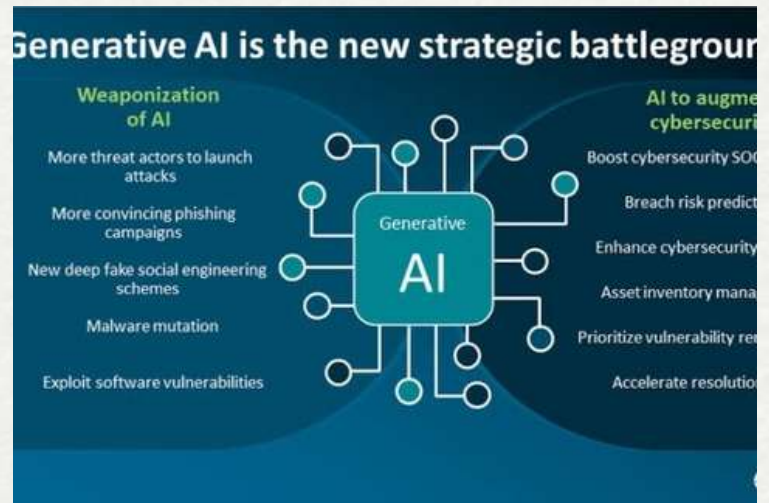 Generative AI is the new strategic battlegroun
Weaponization
of AI
More threat actors to launch
attacks
More convincing phishing
campaigns
New deep fake social engineering
schemes
Malware mutation
Exploit software vulnerabilities
Generative
AI
AI to augme
cybersecuri
Boost cybersecurity SOC
Breach risk predict
Enhance cybersecurity
Asset inventory mana
Prioritize vulnerability re
Accelerate resolutio